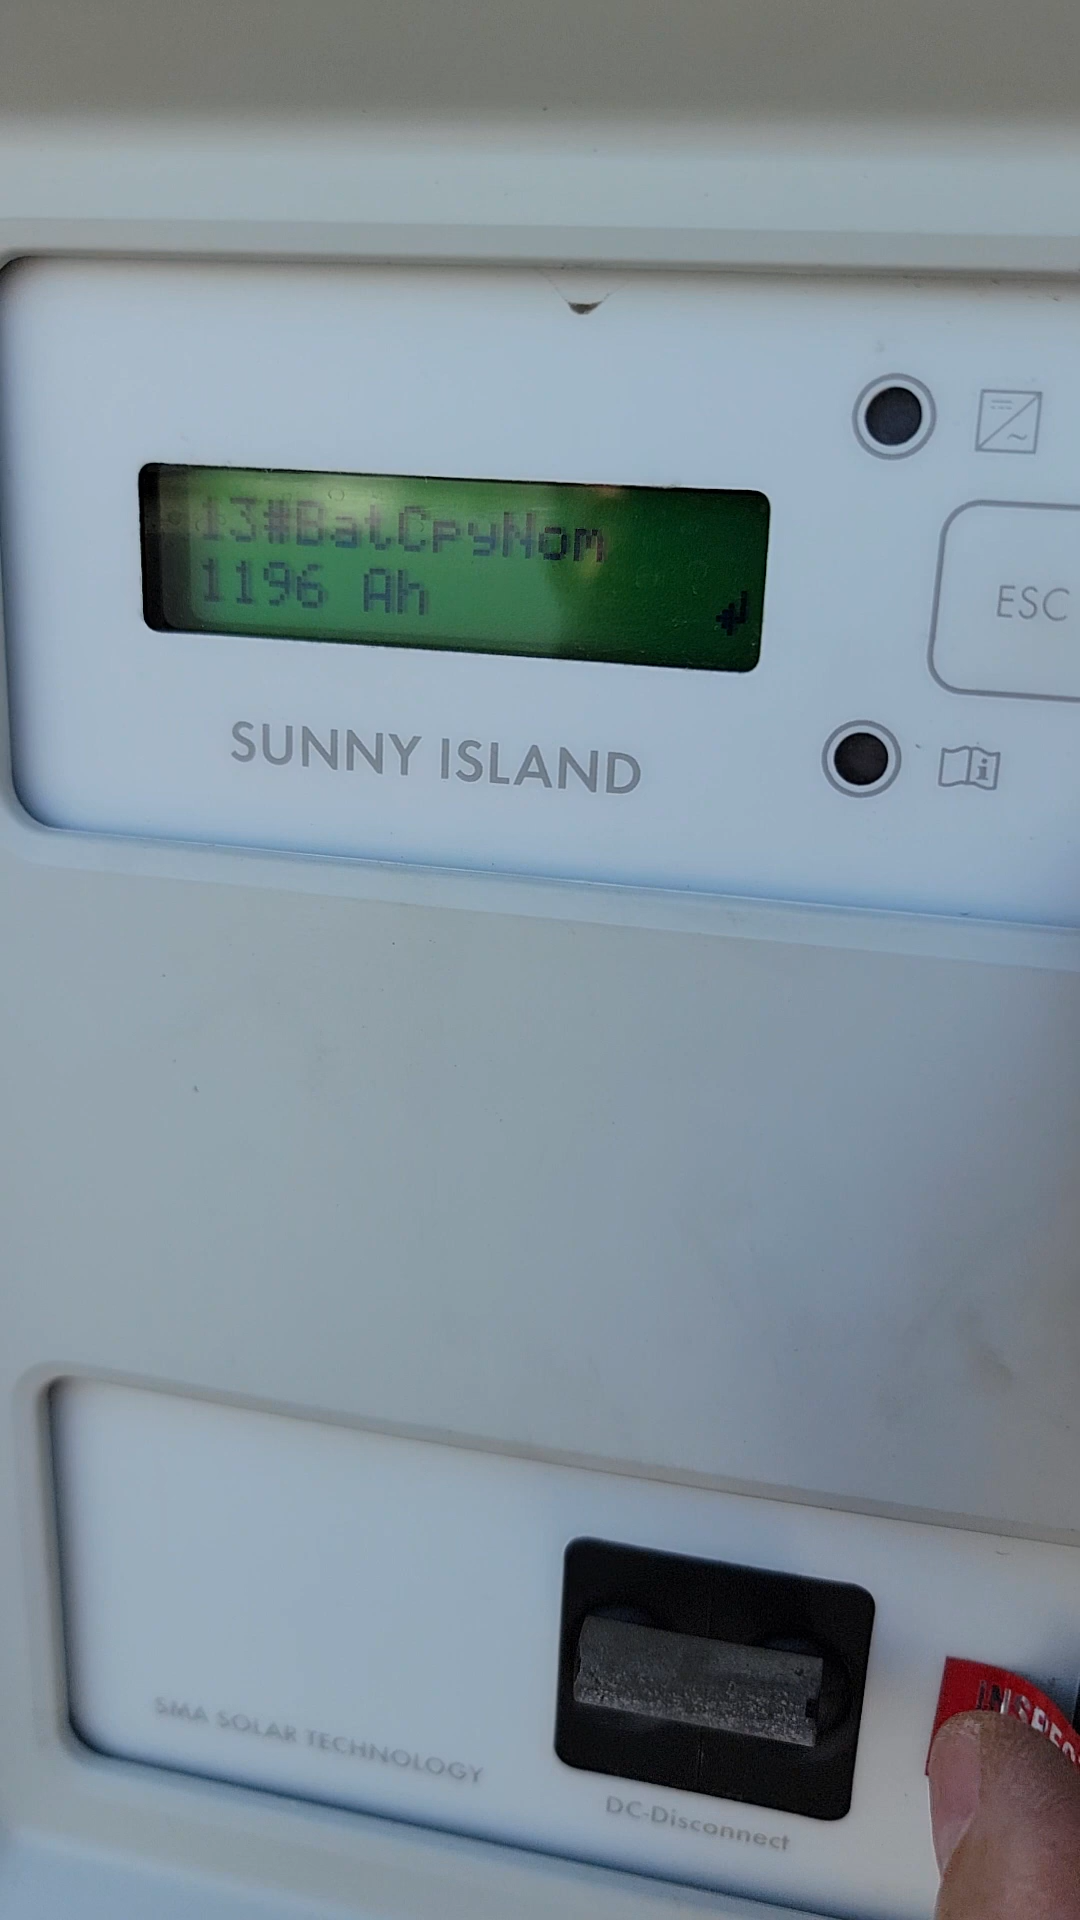 13#BatCpyNom
1196 Ah
ESC
SUNNY ISLAND
SMA SOLAR TECHNOLOGY
DC-Disconnect